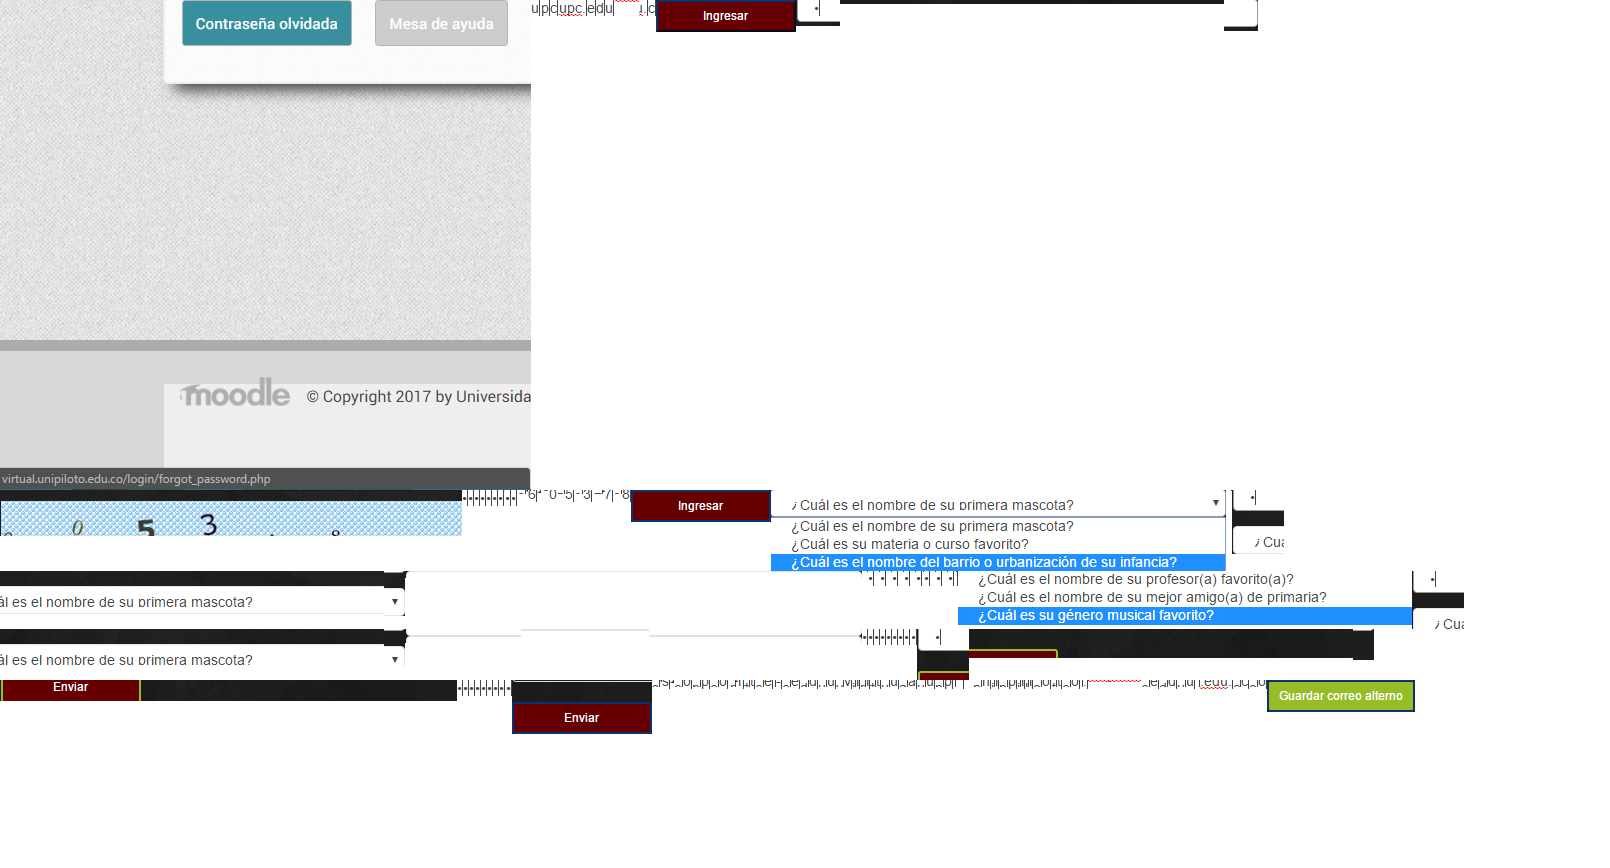 Contraseña olvidada
Mesa de ayuda
Ingresar
moodle
© Copyright 2017 by Universida
virtual.unipiloto.edu.co/login/forgot_password.php
0 5 3
Ingresar
¿Cuál es el nombre de su primera mascota?
¿Cuál es el nombre de su primera mascota?
¿Cuál es su materia o curso favorito?
¿Cuál es el nombre del barrio o urbanización de su infancia?
¿Cuá
ál es el nombre de su primera mascota?
¿Cuál es el nombre de su profesor(a) favorito(a)?
¿Cuál es el nombre de su mejor amigo(a) de primaria?
¿Cuál es su género musical favorito?
¿Cuá
ál es el nombre de su primera mascota?
Enviar
Enviar
Guardar correo alterno